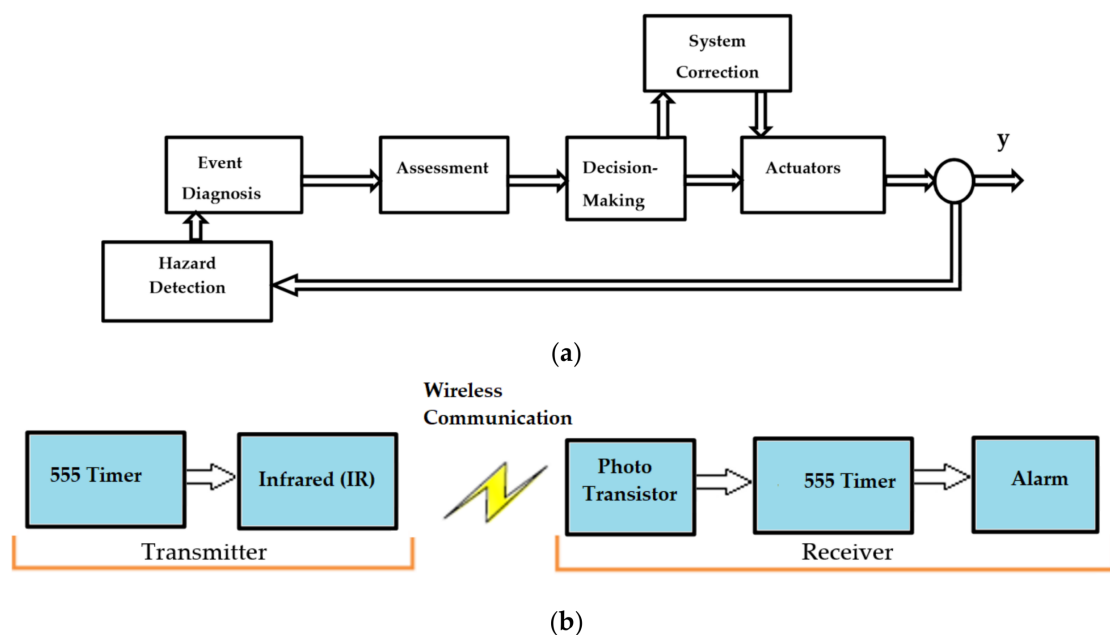 System
Correction
y
Event
Diagnosis
Assessment
Decision-
Making
Actuators
Hazard
Detection
(a)
Wireless
Communication
555 Timer
Infrared (IR)
Photo
Transistor
555 Timer
Alarm
Transmitter
Receiver
(b)